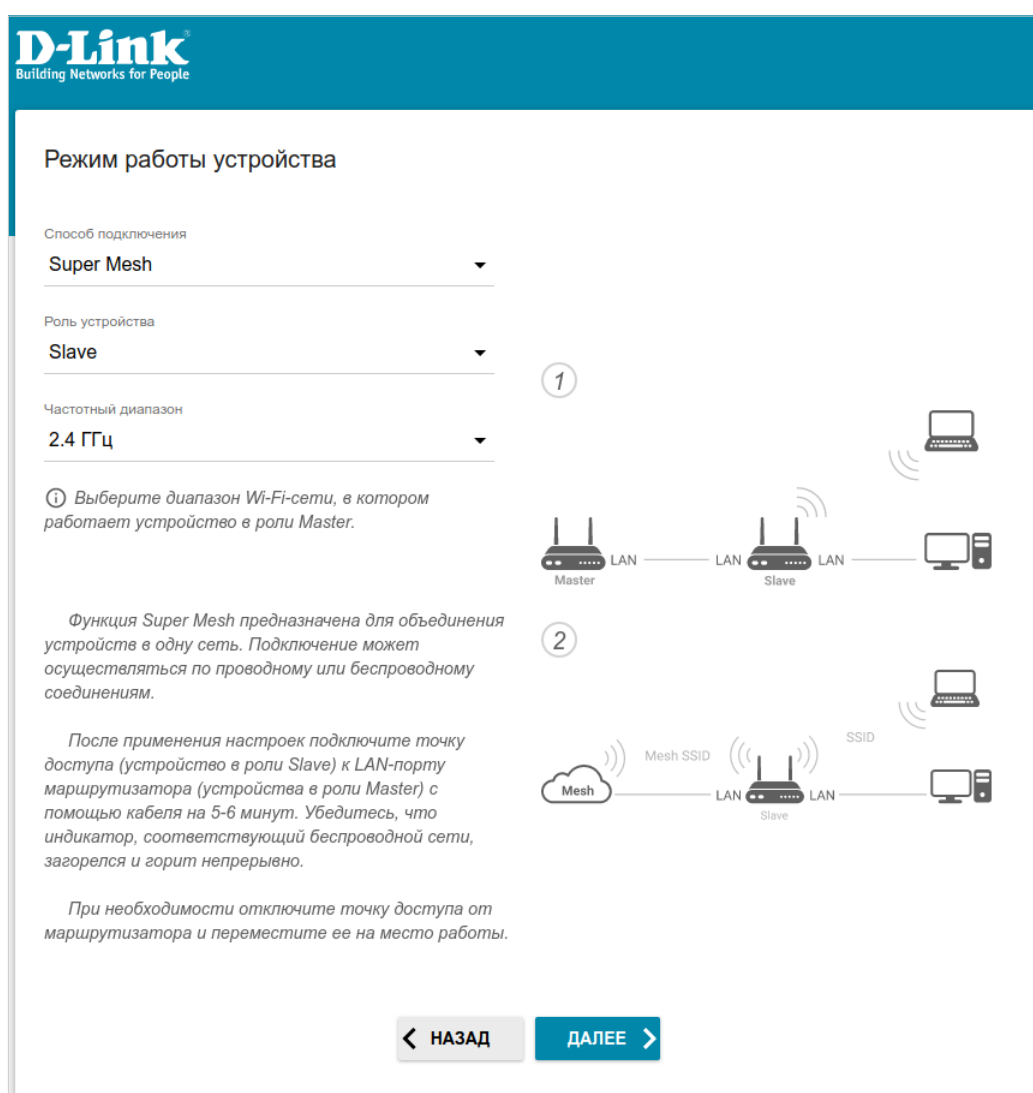 D-Link
Building Networks for People
Режим работы устройства
Способ подключения
Super Mesh
Роль устройства
Slave
Частотный диапазон
2.4 ГГц
Выберите диапазон Wi-Fi-сети, в котором
работает устройство в роли Master.
Функция Super Mesh предназначена для объединения
устройств в одну сеть. Подключение может
осуществляться по проводному или беспроводному
соединениям.
После применения настроек подключите точку
доступа (устройство в роли Slave) к LAN-порту
маршрутизатора (устройства в роли Master) с
помощью кабеля на 5-6 минут. Убедитесь, что
индикатор, соответствующий беспроводной сети,
загорелся и горит непрерывно.
При необходимости отключите точку доступа от
маршрутизатора и переместите ее на место работы.
1
LAN LAN LAN
Master Slave
2
Mesh SSID SSID
Mesh LAN LAN
Slave
НАЗАД ДАЛЕЕ